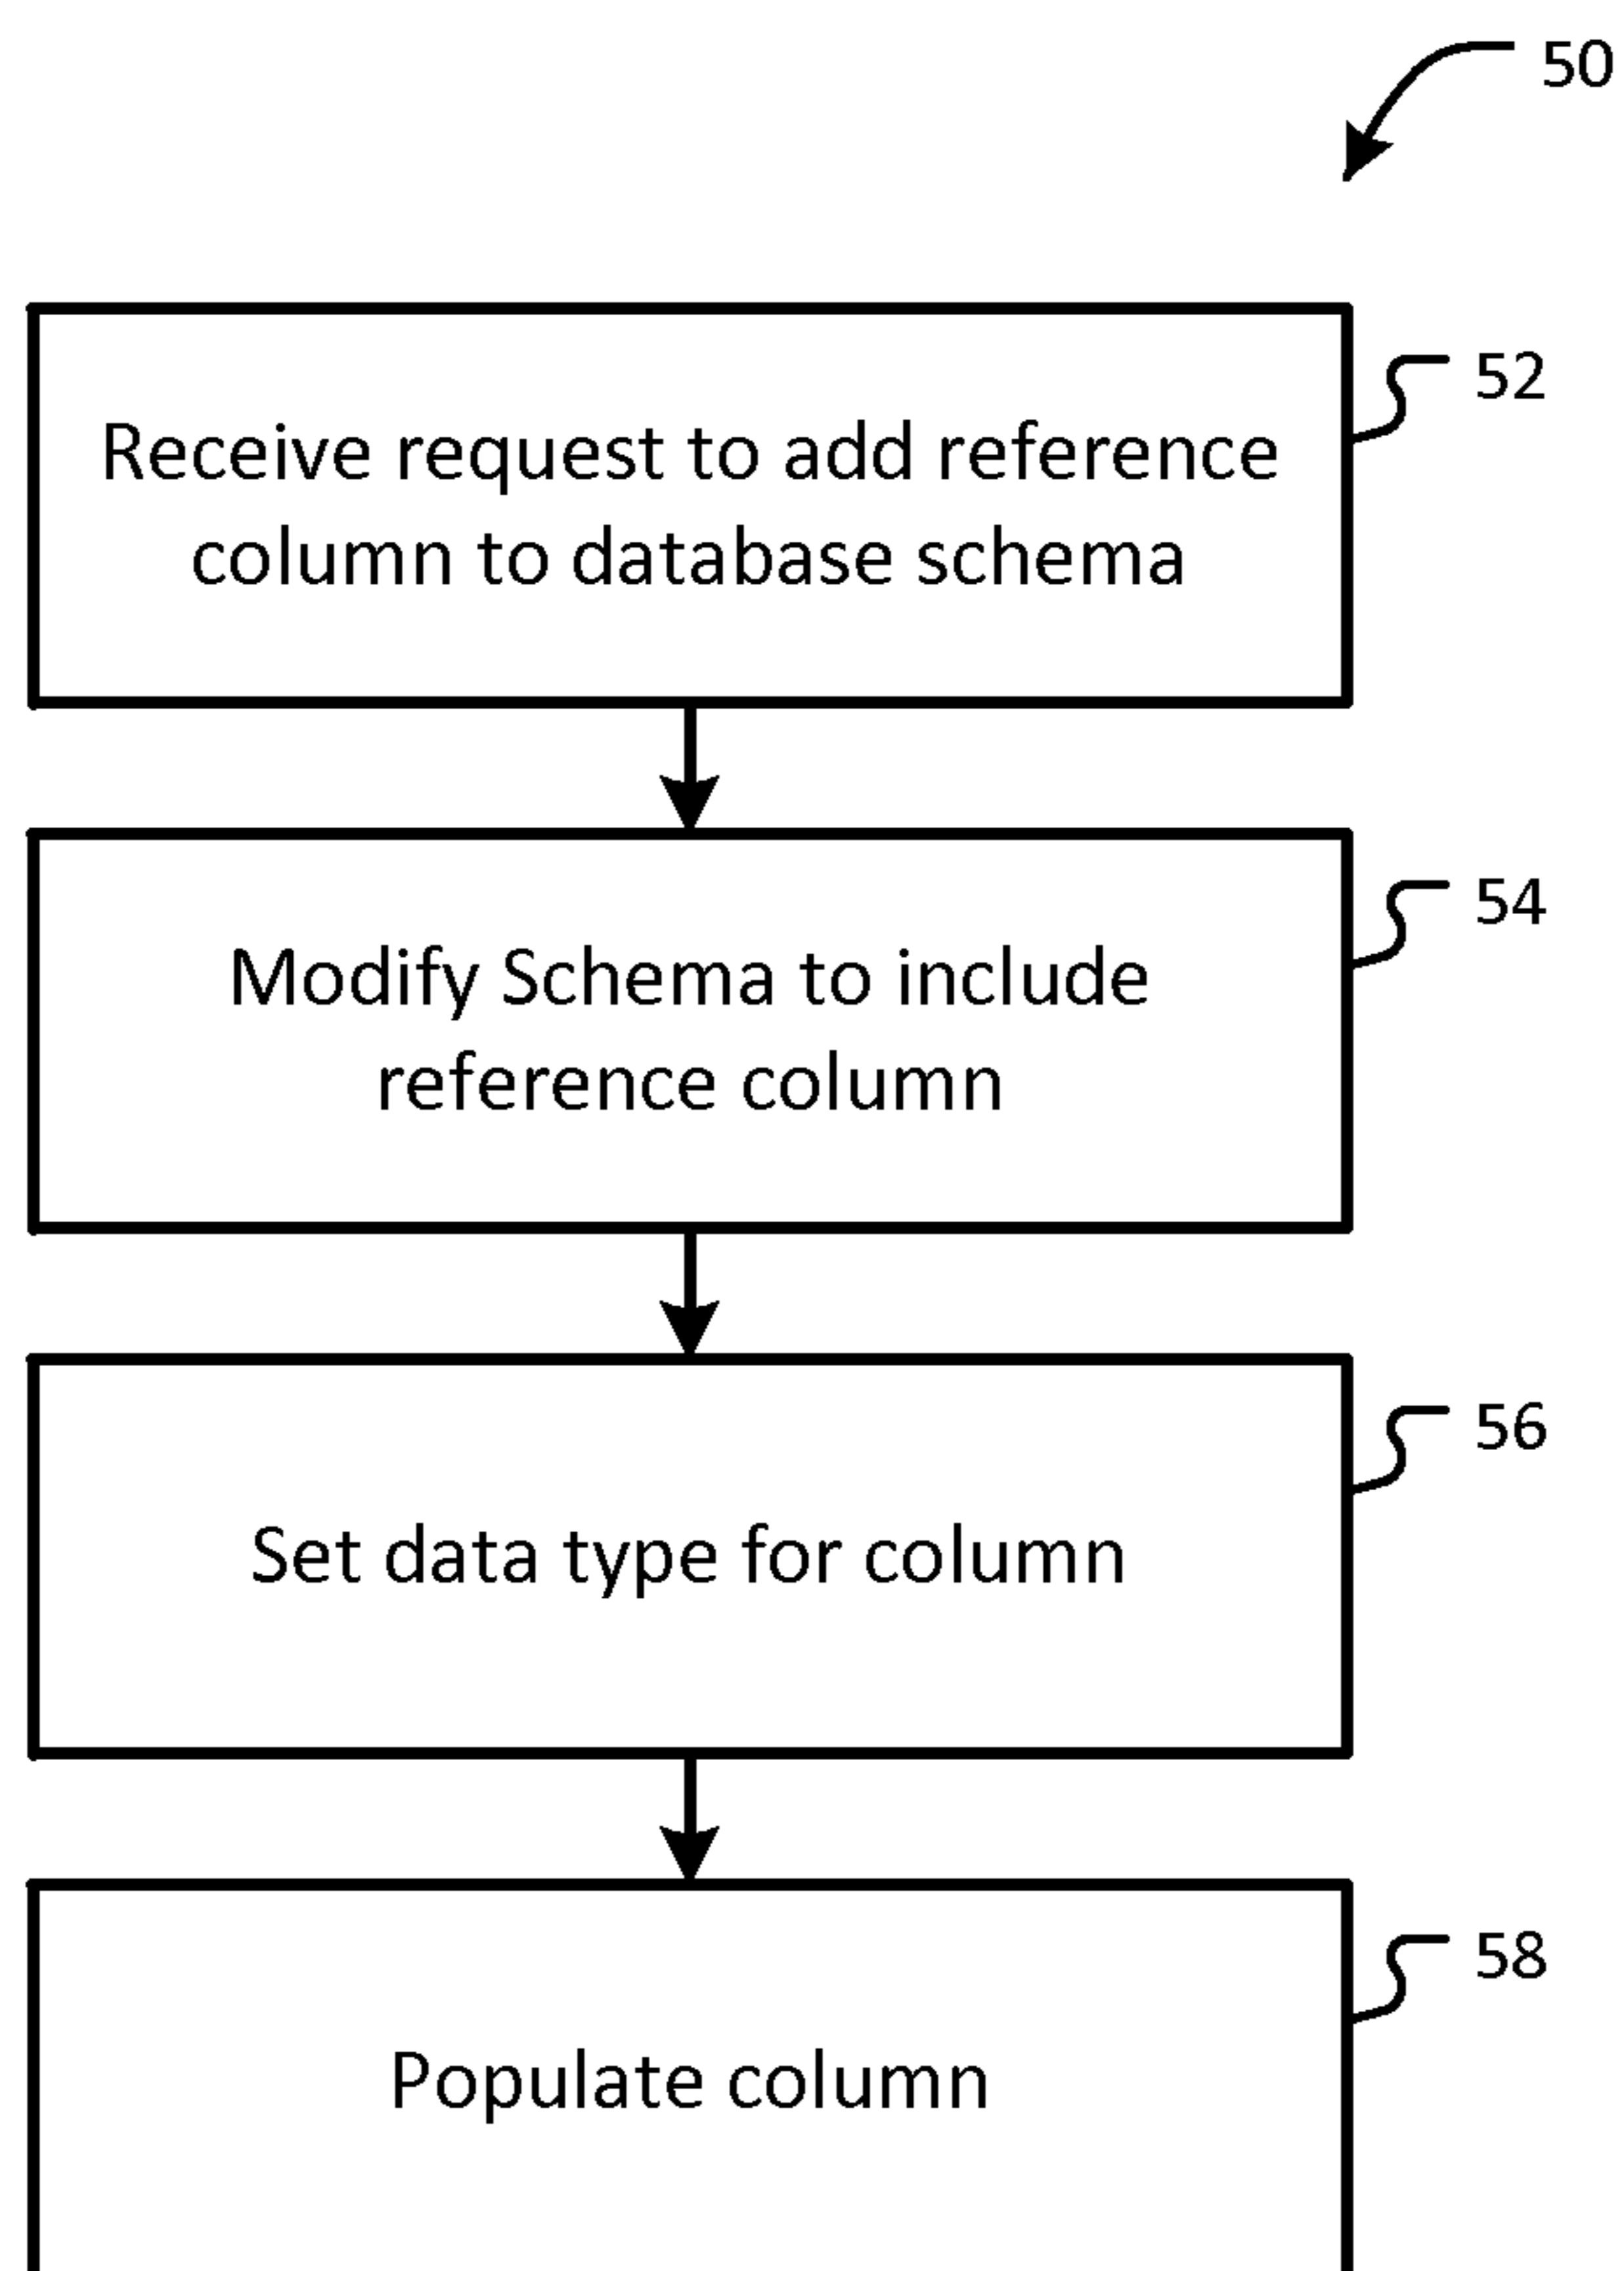 50
Receive request to add reference
column to database schema
52
Modify Schema to include
reference column
54
Set data type for column
56
Populate column
58